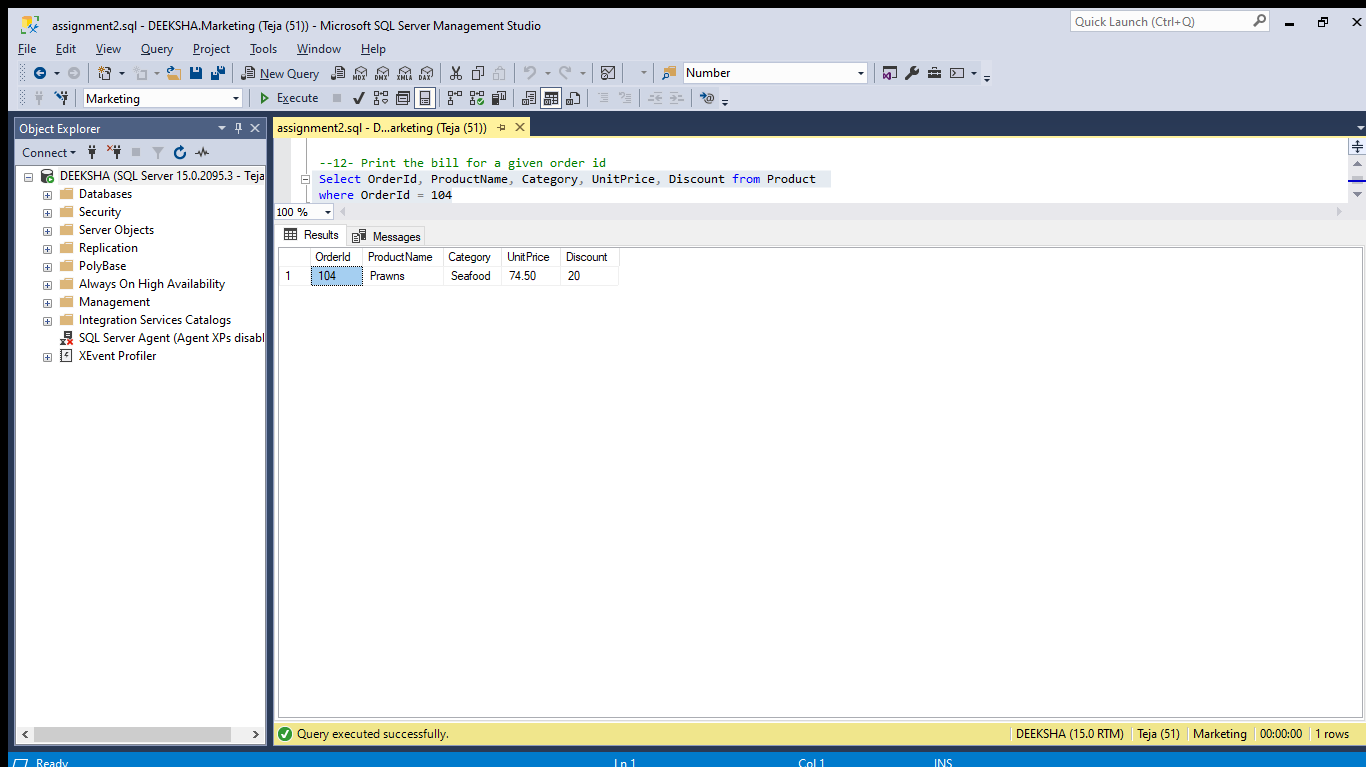 assignment2.sql - DEEKSHA.Marketing (Teja (51)) - Microsoft SQL Server Management Studio
Quick Launch (Ctrl+Q)
File Edit View Query Project Tools Window Help
New Query MDX DMX XMLA DAX Number
Marketing Execute
Object Explorer
assignment2.sql - D...arketing (Teja (51))
Connect
DEEKSHA (SQL Server 15.0.2095.3 - Teja
Databases
Security
Server Objects
Replication
PolyBase
Always On High Availability
Management
Integration Services Catalogs
SQL Server Agent (Agent XPs disabl
XEvent Profiler
--12- Print the bill for a given order id
Select OrderId, ProductName, Category, UnitPrice, Discount from Product
where OrderId = 104
100 %
Results Messages
OrderId ProductName Category UnitPrice Discount
1 104 Prawns Seafood 74.50 20
Query executed successfully. DEEKSHA (15.0 RTM) Teja (51) Marketing 00:00:00 1 rows
Ready Ln 1 Col 1 INS